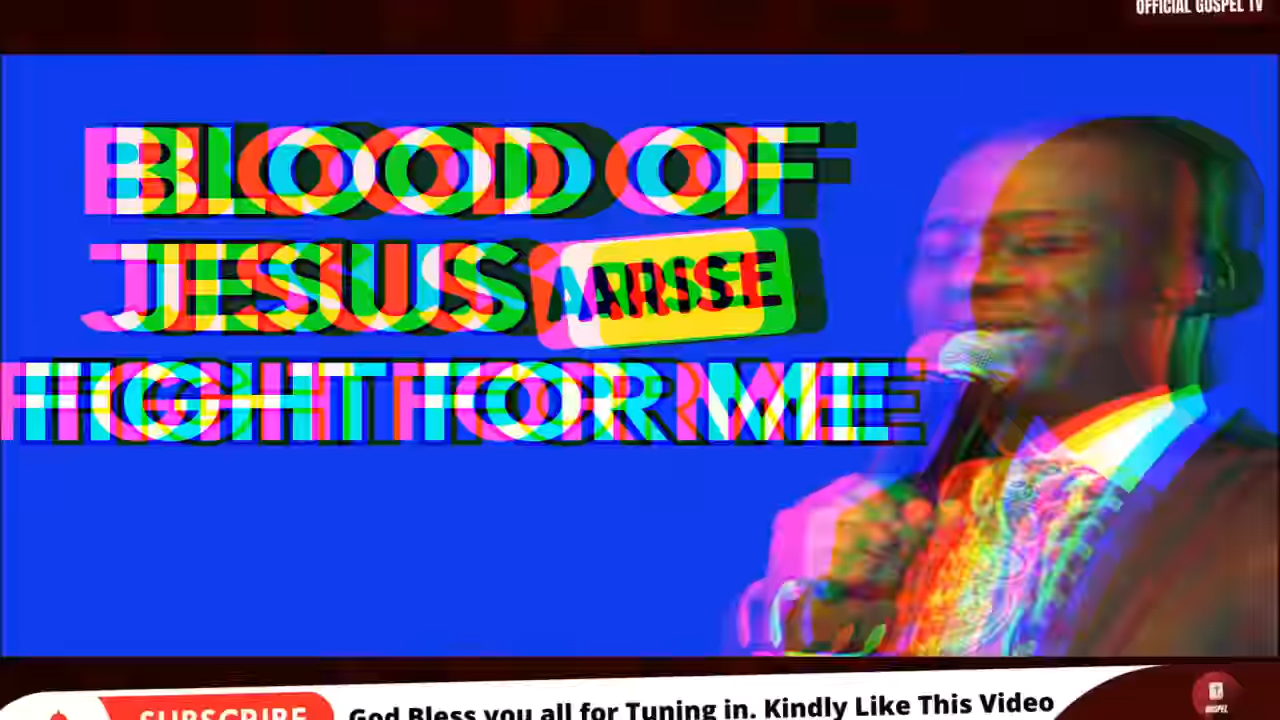 OFFICIAL GOSPEL TV
BLOOD OF
JESUS ARISE
FIGHT FOR ME
SUBSCRIBE
God Bless you all for Tuning in. Kindly Like This Video
GOSPEL